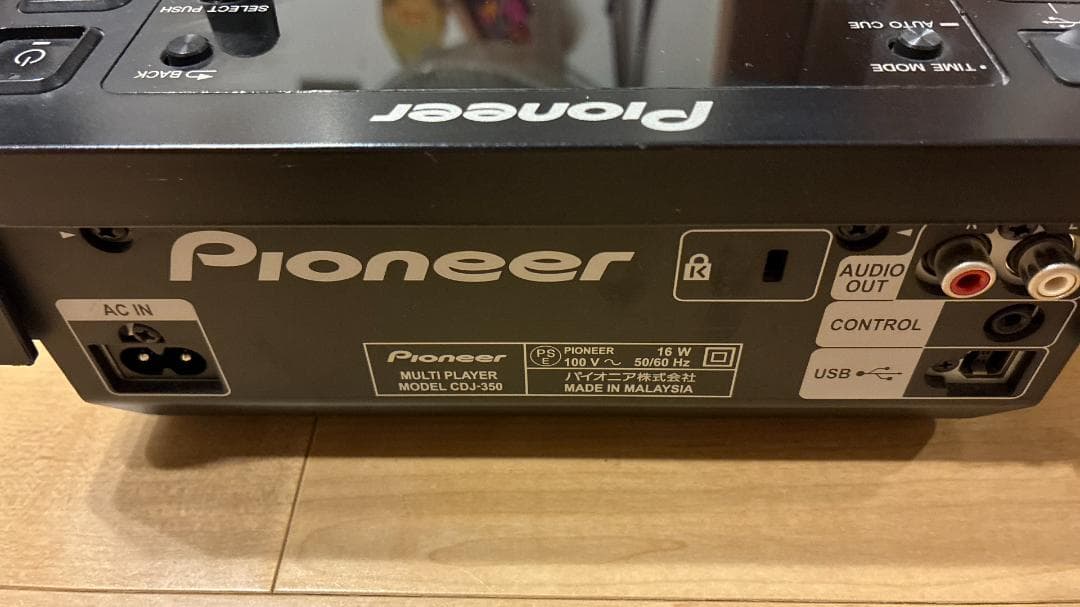 SELECT PUSH
BACK
— AUTO CUE
• TIME MODE
Pioneer
Pioneer
K
AUDIO
OUT
AC IN
CONTROL
USB
Pioneer
MULTI PLAYER
MODEL CDJ-350
PS
E
PIONEER 16 W
100 V ~ 50/60 Hz
パイオニア株式会社
MADE IN MALAYSIA